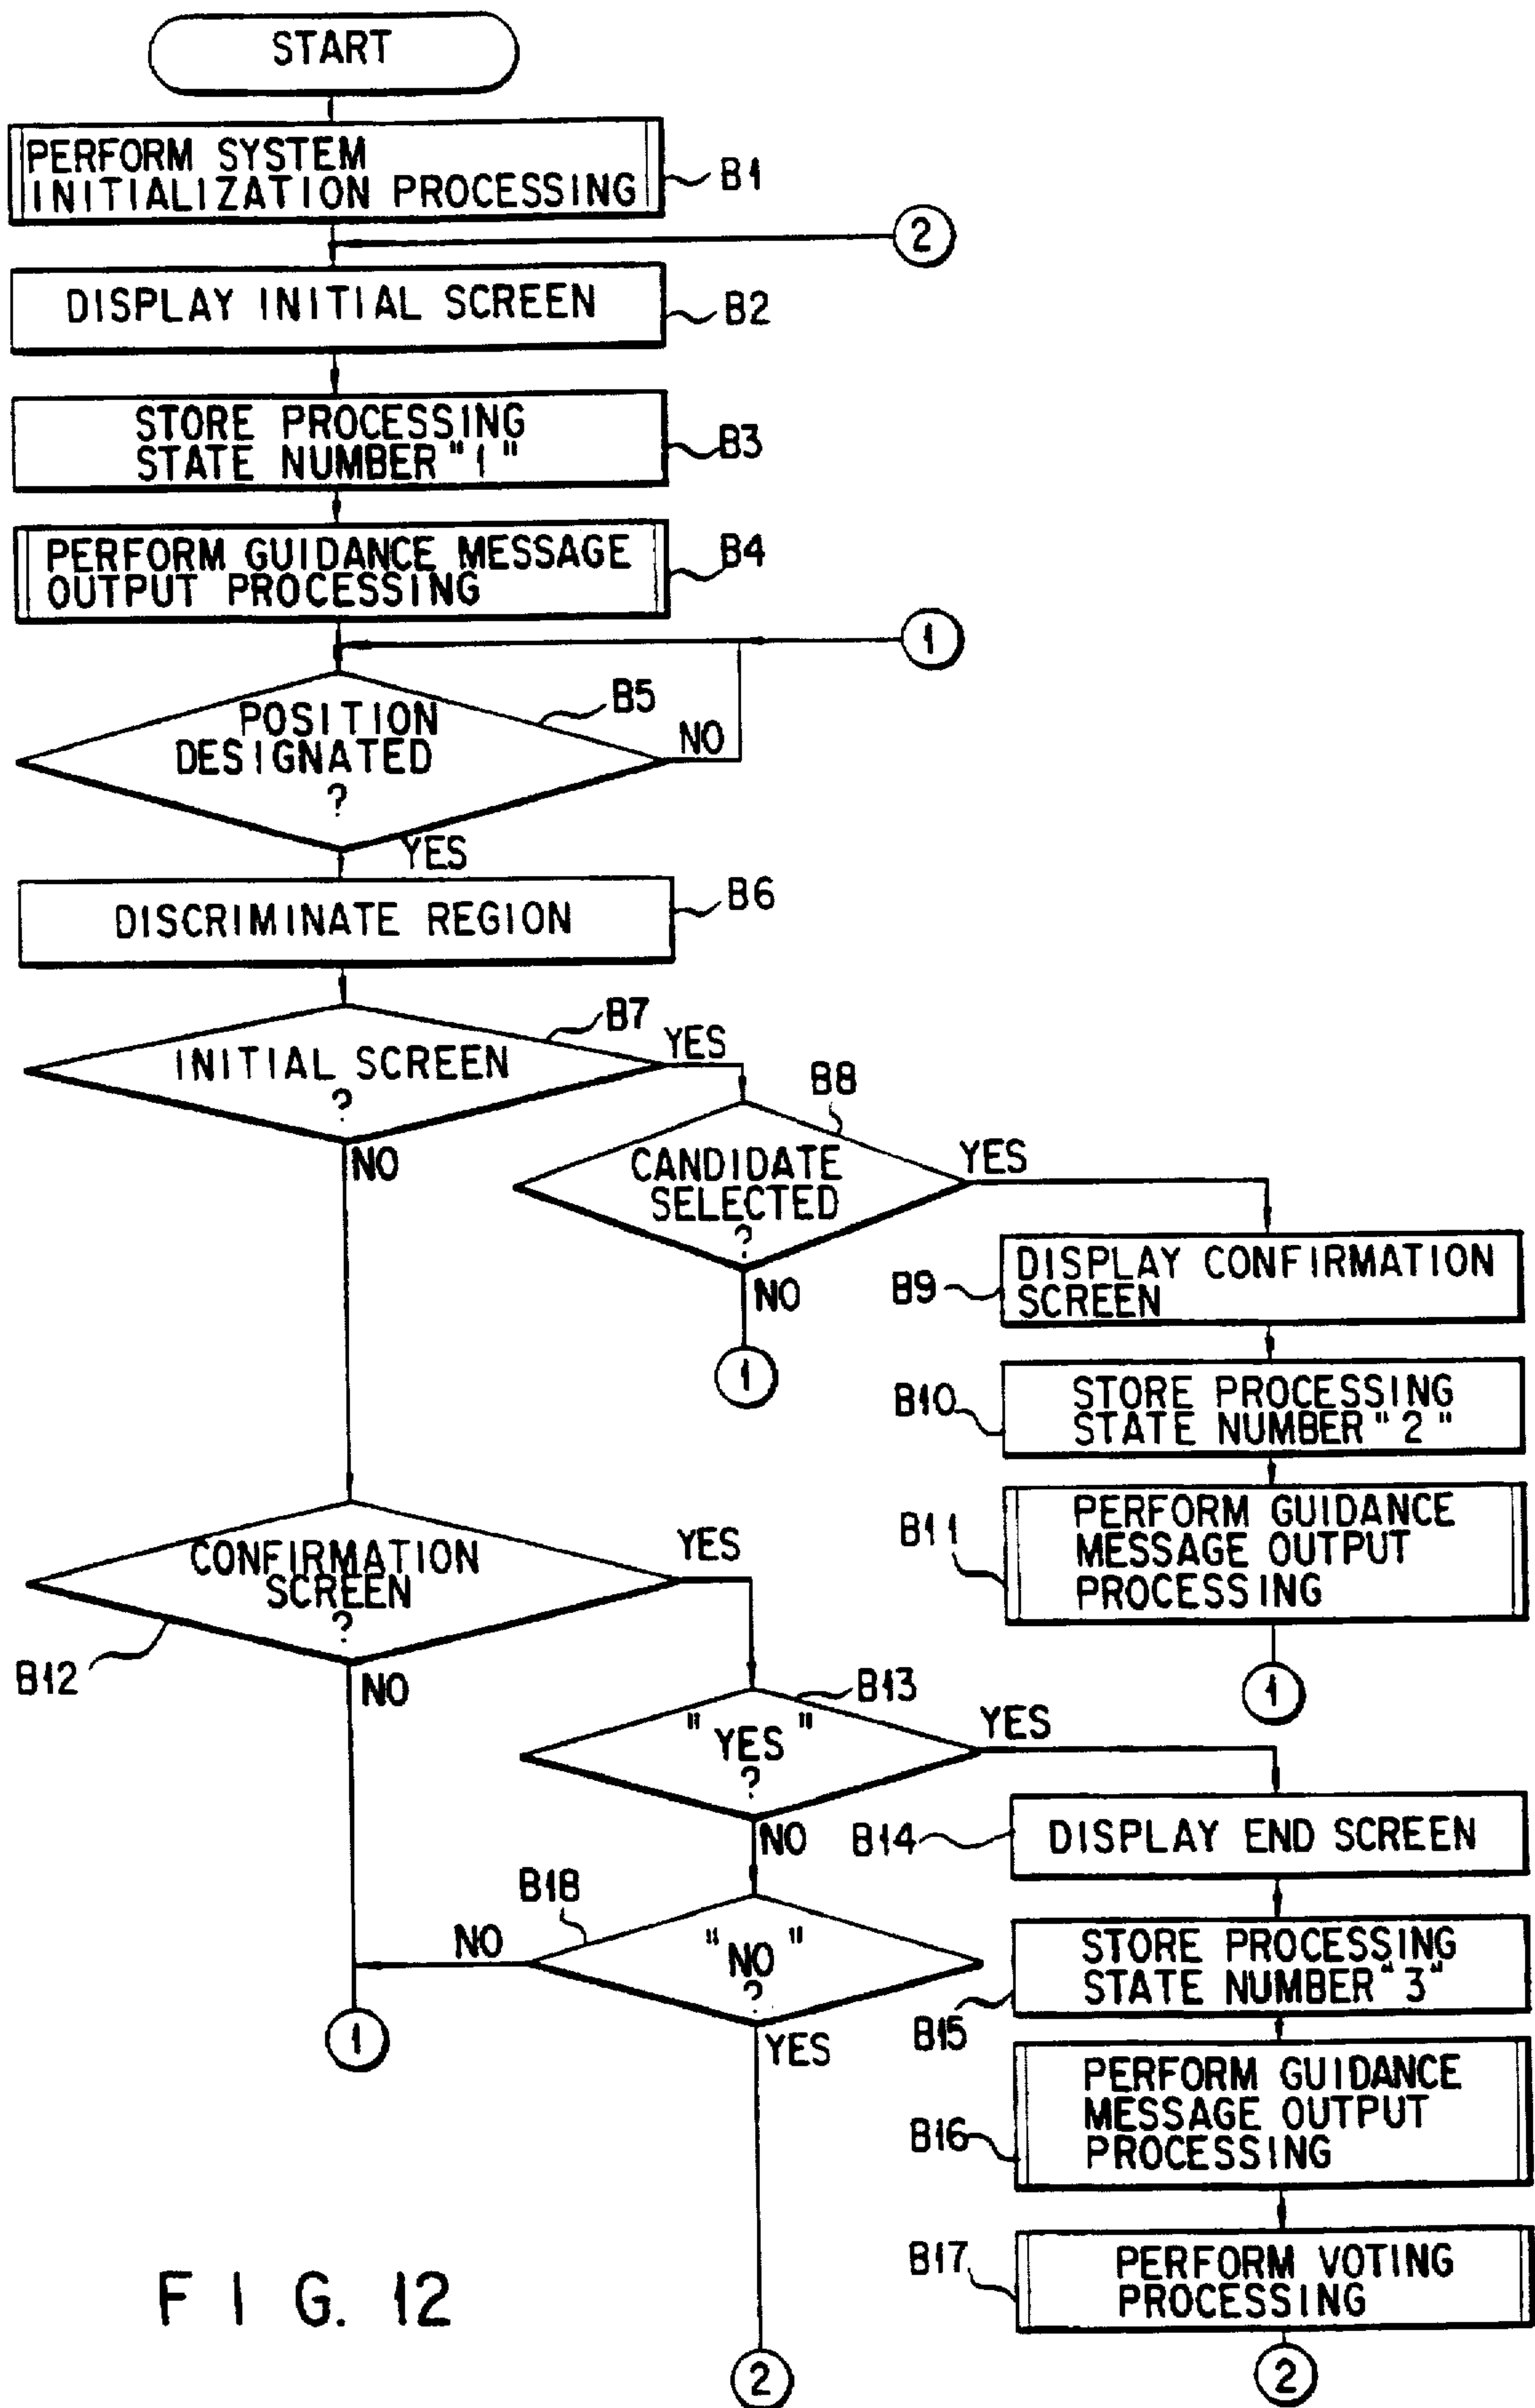 START
PERFORM SYSTEM
INITIALIZATION PROCESSING
B1
2
DISPLAY INITIAL SCREEN
B2
STORE PROCESSING
STATE NUMBER "1"
B3
PERFORM GUIDANCE MESSAGE
OUTPUT PROCESSING
B4
1
POSITION
DESIGNATED
?
B5
NO
YES
DISCRIMINATE REGION
B6
INITIAL SCREEN
?
B7
YES
NO
B8
CANDIDATE
SELECTED
?
YES
NO
1
B9
DISPLAY CONFIRMATION
SCREEN
B10
STORE PROCESSING
STATE NUMBER "2"
B11
PERFORM GUIDANCE
MESSAGE OUTPUT
PROCESSING
1
CONFIRMATION
SCREEN
?
YES
B12
NO
B13
"YES"
?
YES
NO
B14
DISPLAY END SCREEN
B18
"NO"
?
NO
YES
1
B15
STORE PROCESSING
STATE NUMBER "3"
B16
PERFORM GUIDANCE
MESSAGE OUTPUT
PROCESSING
B17
PERFORM VOTING
PROCESSING
2
2
FIG. 12